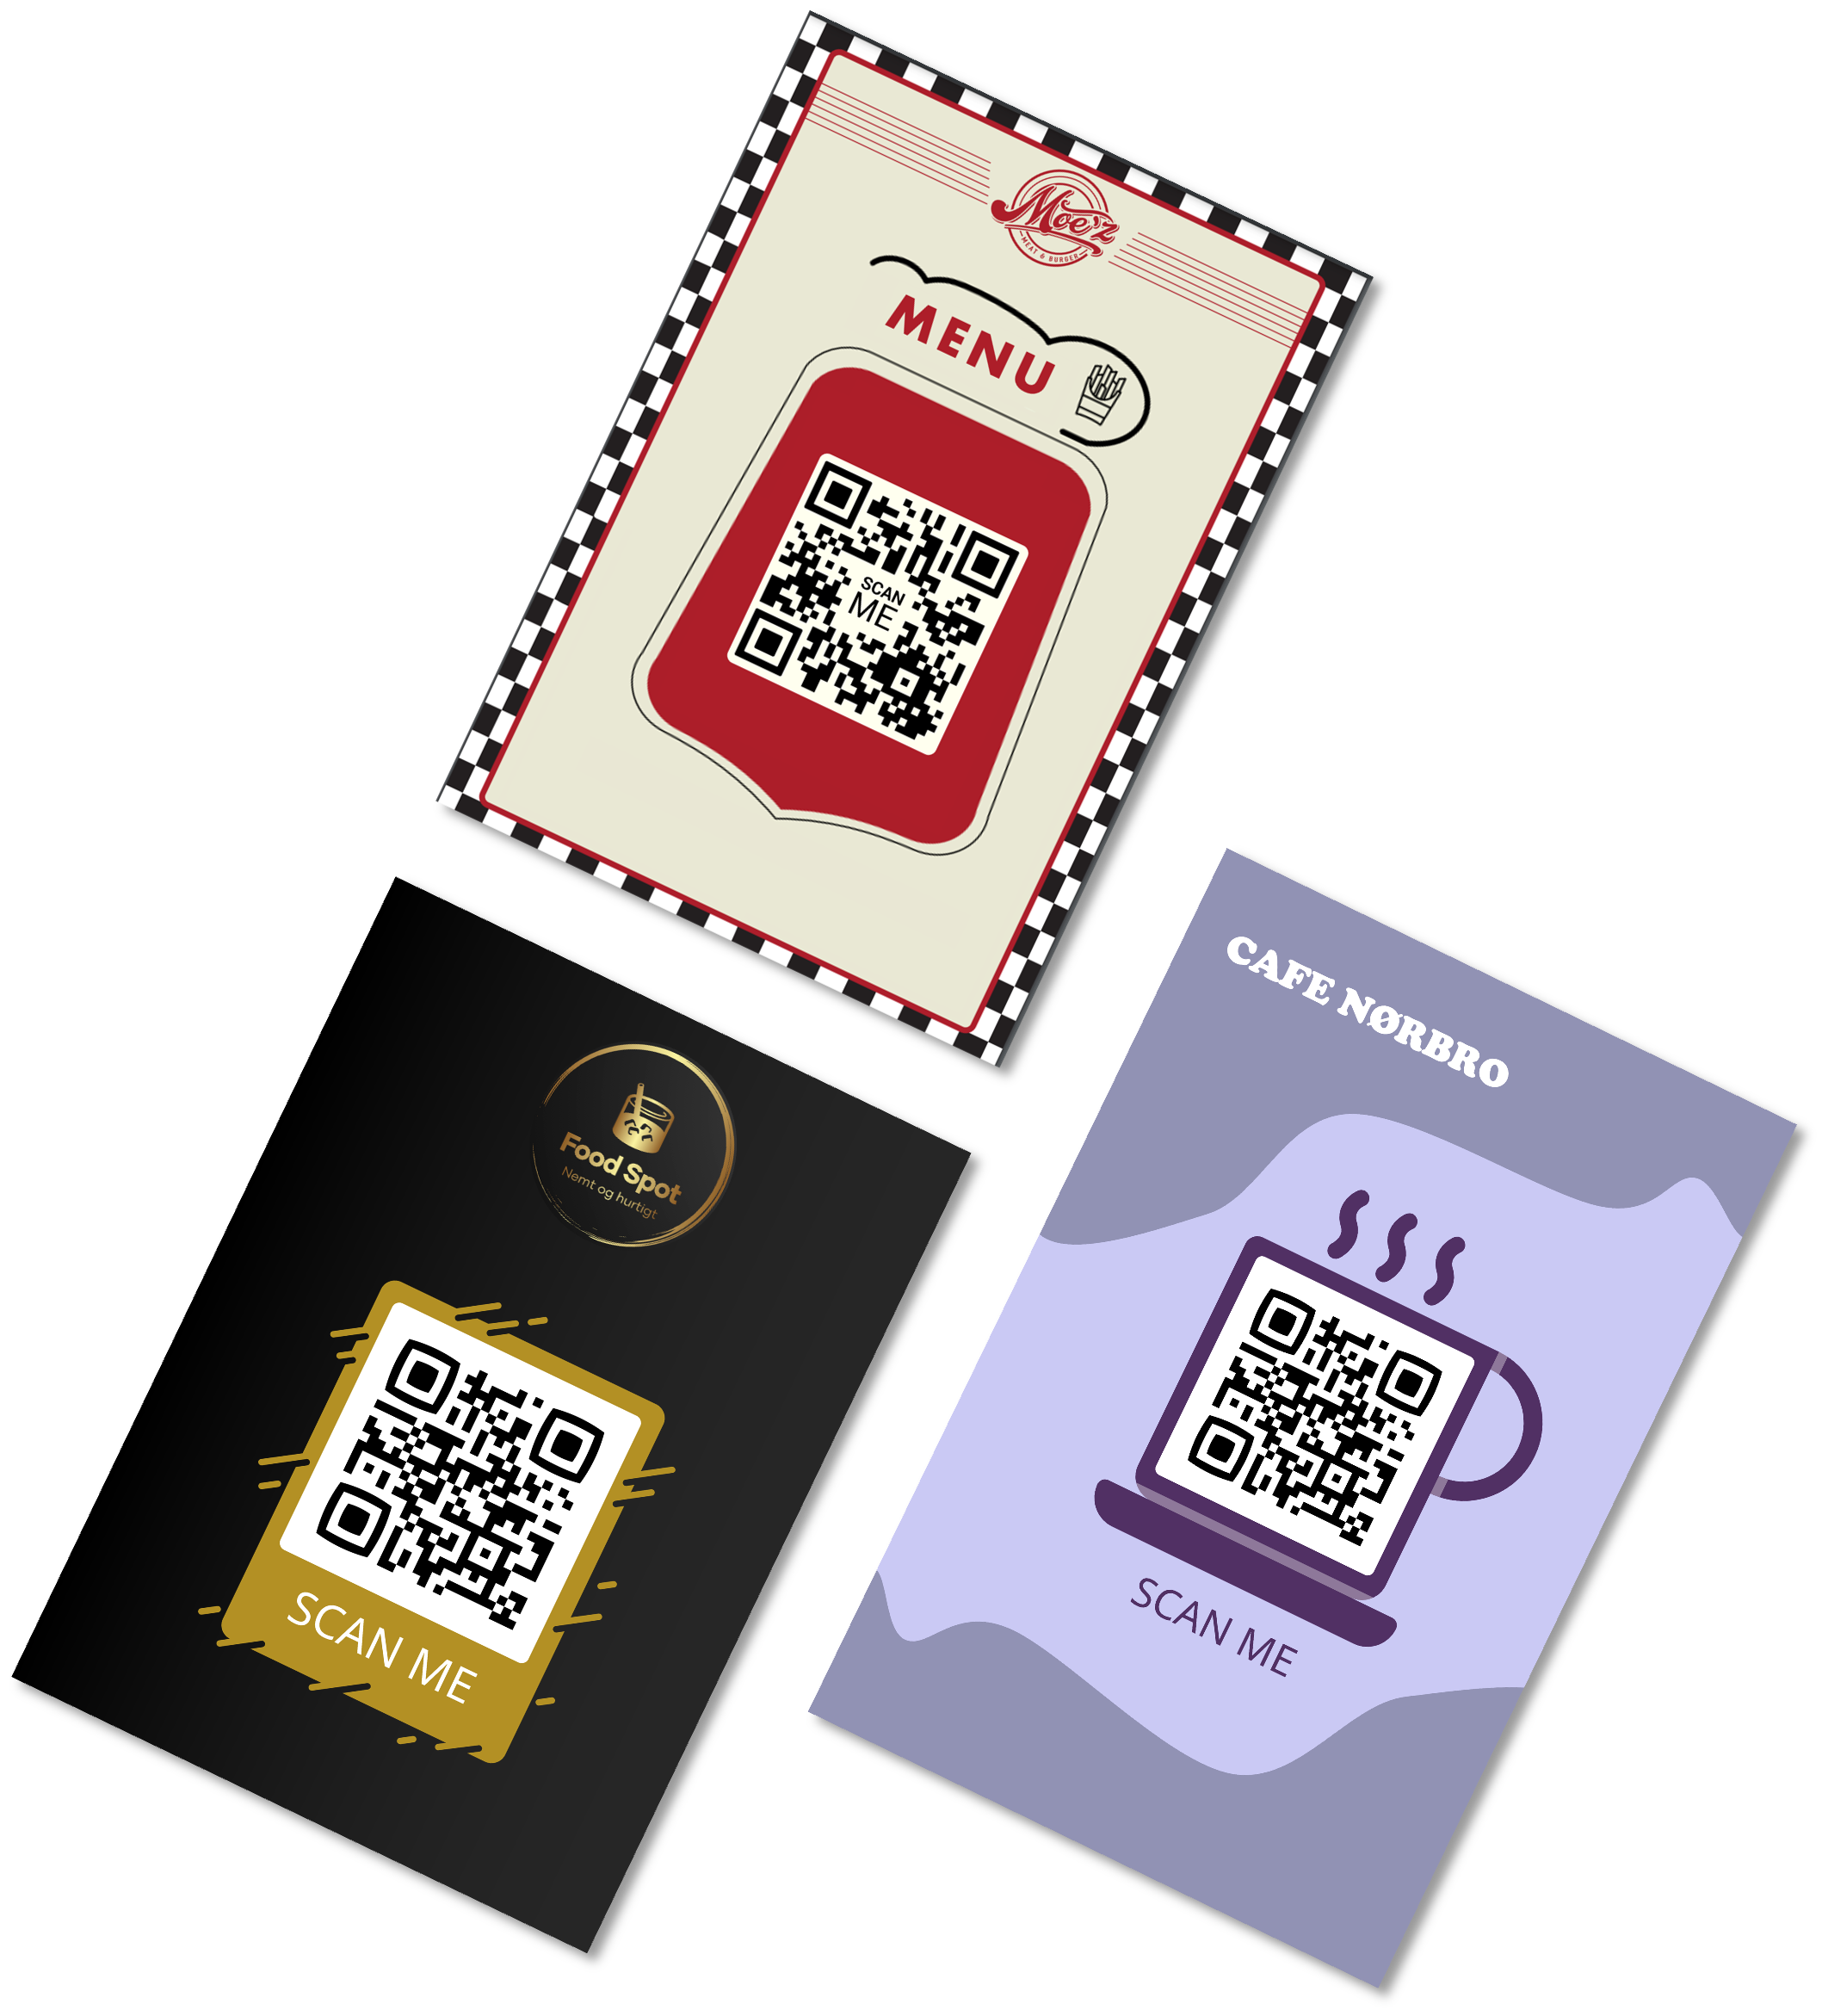 Moe'z
MEAT & BURGER
MENU
SCAN
ME
Food Spot
Nemt og hurtigt
SCAN ME
CAFE NØRBRO
SCAN ME